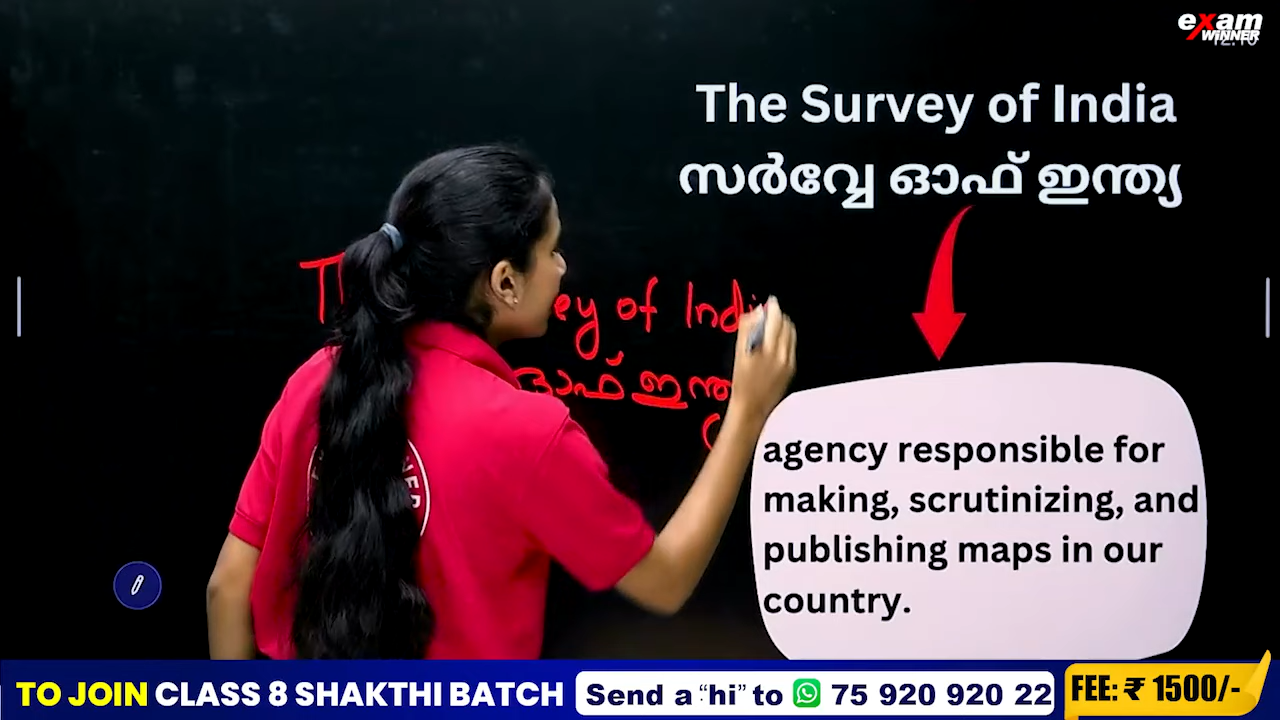 exam
WINNER
12:10
The Survey of India
സർവ്വേ ഓഫ് ഇന്ത്യ
ey of Indi
ഓഫ് ഇന്ത്യ
agency responsible for
making, scrutinizing, and
publishing maps in our
country.
TO JOIN CLASS 8 SHAKTHI BATCH
Send a “hi” to 75 920 920 22
FEE: ₹ 1500/-